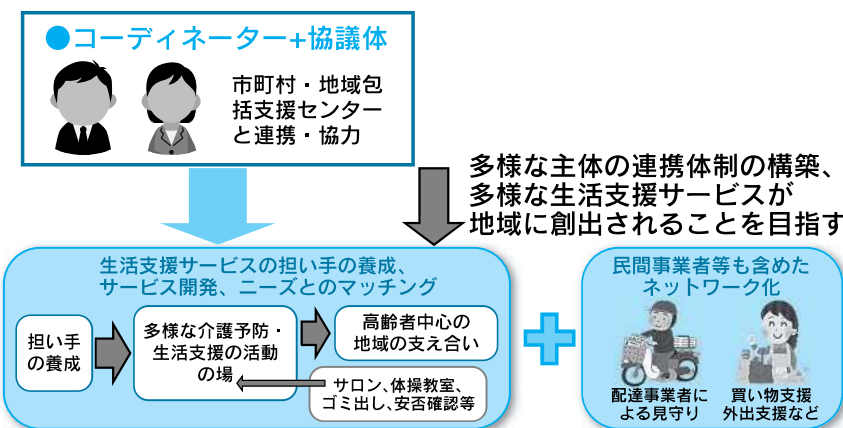 ●コーディネーター+協議体
市町村・地域包
括支援センター
と連携・協力
多様な主体の連携体制の構築、
多様な生活支援サービスが
地域に創出されることを目指す
生活支援サービスの担い手の養成、
サービス開発、ニーズとのマッチング
担い手
の養成
多様な介護予防・
生活支援の活動
の場
高齢者中心の
地域の支え合い
サロン、体操教室、
ゴミ出し、安否確認等
民間事業者等も含めた
ネットワーク化
配達事業者に
よる見守り
買い物支援
外出支援など